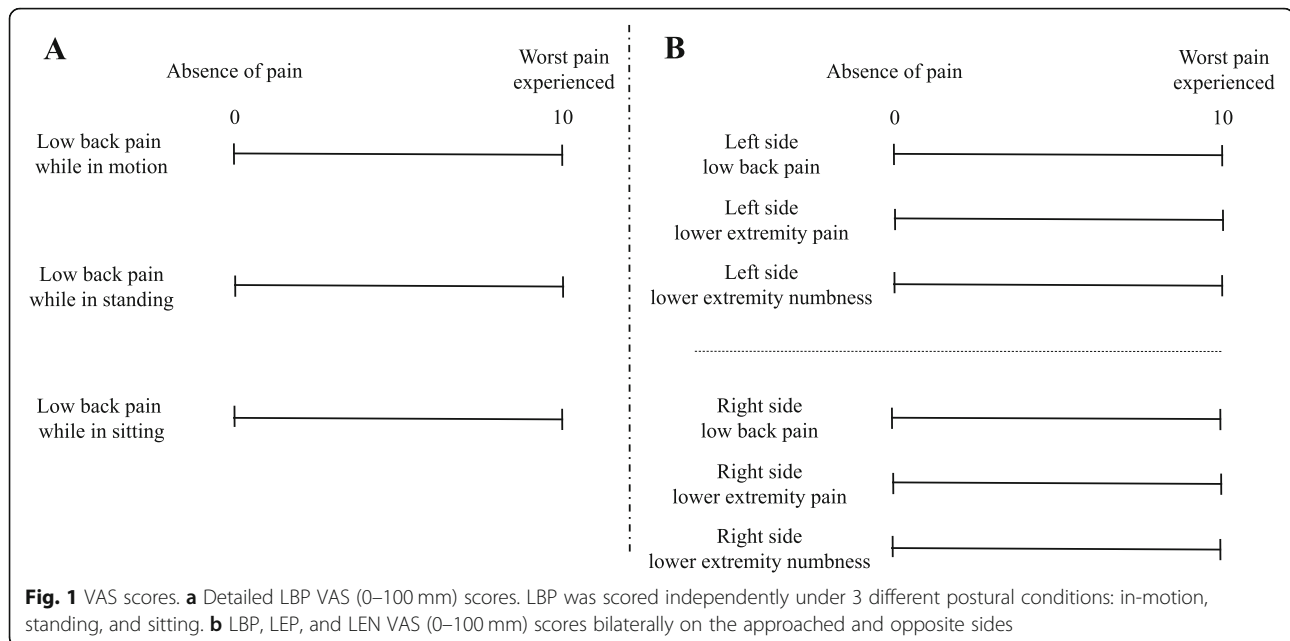 A
Absence of pain
Worst pain
experienced
0
10
Low back pain
while in motion
Low back pain
while in standing
Low back pain
while in sitting
B
Absence of pain
Worst pain
experienced
0
10
Left side
low back pain
Left side
lower extremity pain
Left side
lower extremity numbness
Right side
low back pain
Right side
lower extremity pain
Right side
lower extremity numbness
Fig. 1 VAS scores. a Detailed LBP VAS (0–100 mm) scores. LBP was scored independently under 3 different postural conditions: in-motion,
standing, and sitting. b LBP, LEP, and LEN VAS (0–100 mm) scores bilaterally on the approached and opposite sides